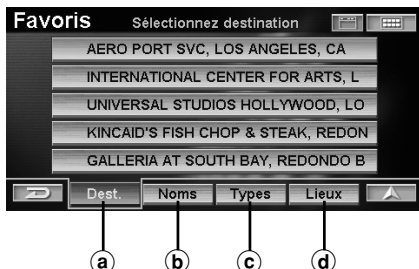 Favoris Sélectionnez destination
AERO PORT SVC, LOS ANGELES, CA
INTERNATIONAL CENTER FOR ARTS, L
UNIVERSAL STUDIOS HOLLYWOOD, LO
KINCAID'S FISH CHOP & STEAK, REDON
GALLERIA AT SOUTH BAY, REDONDO B
Dest. Noms Types Lieux
a b c d